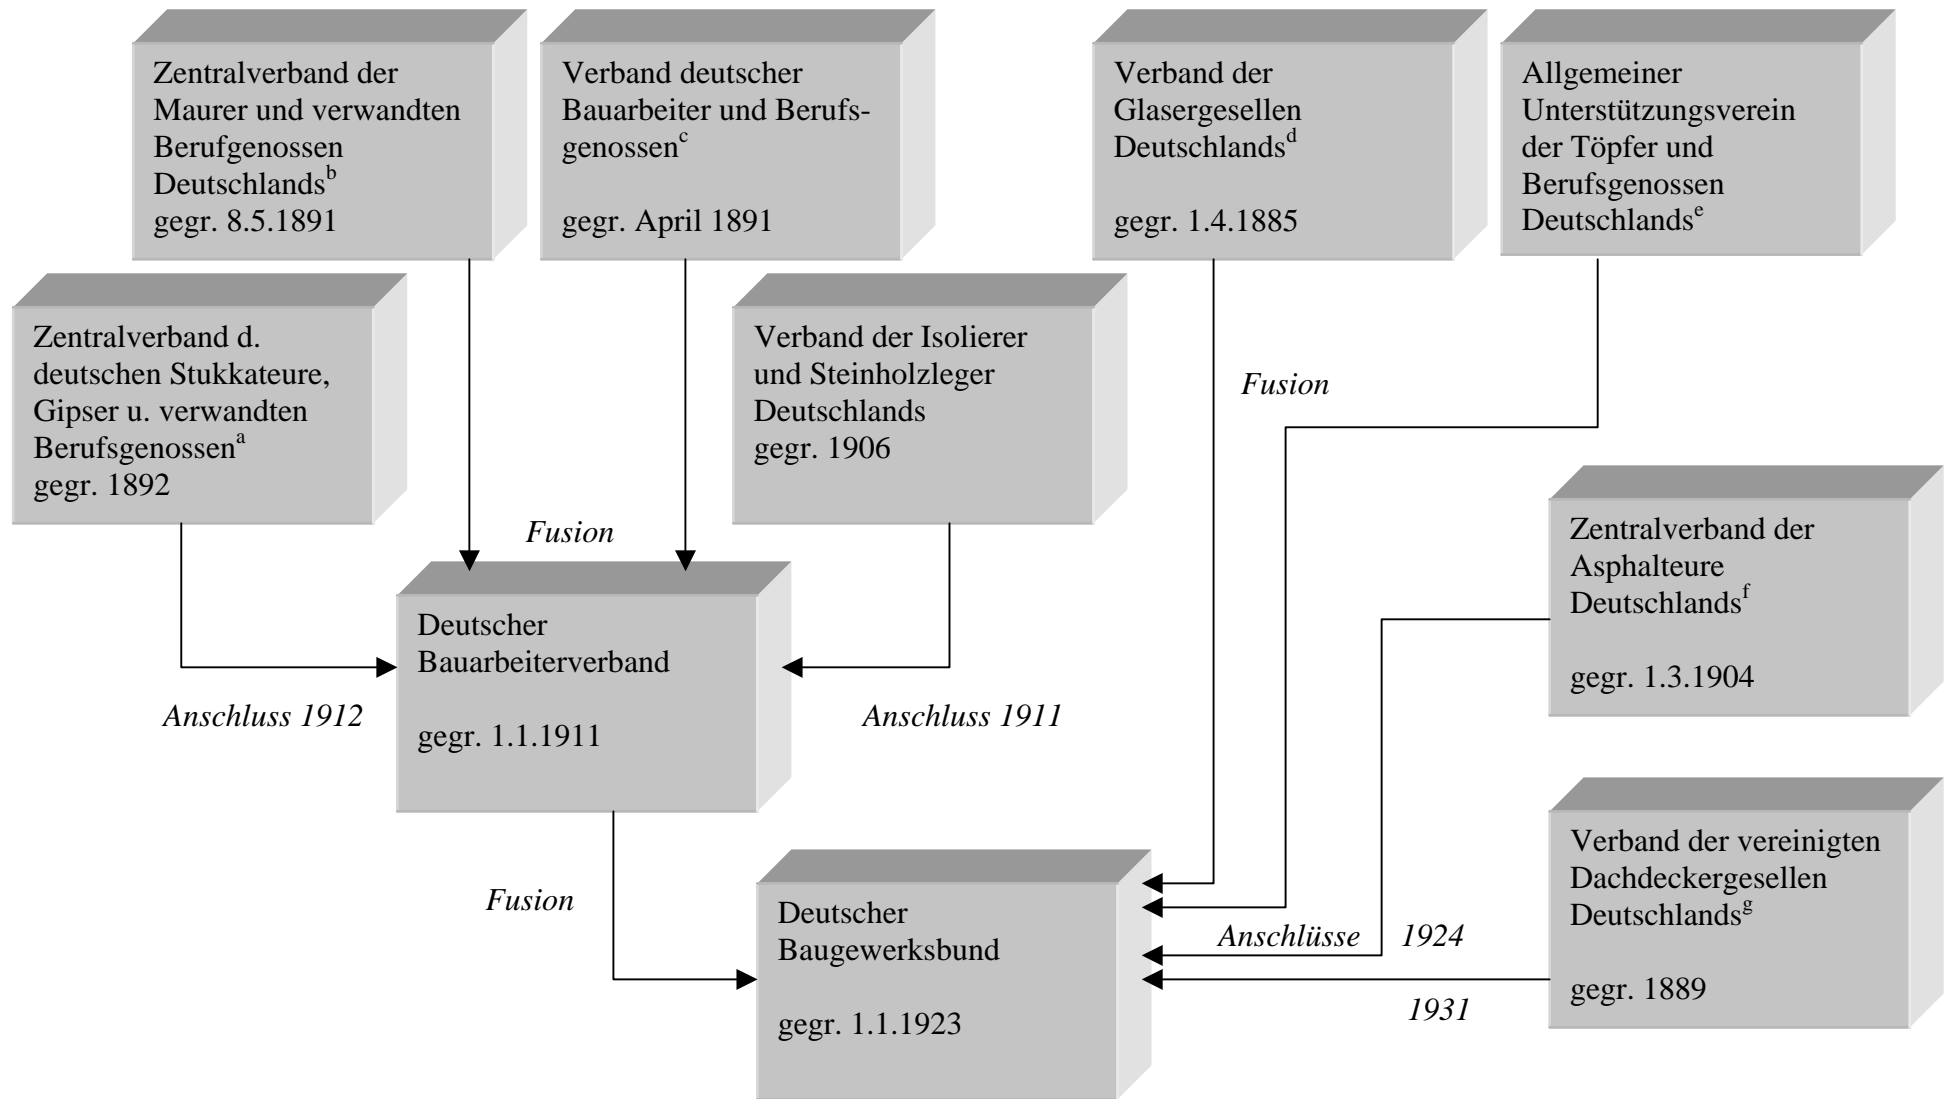 Zentralverband der
Maurer und verwandten
Berufgenossen
Deutschlands^b
gegr. 8.5.1891
Verband deutscher
Bauarbeiter und Berufs-
genossen^c
gegr. April 1891
Verband der
Glasergesellen
Deutschlands^d
gegr. 1.4.1885
Allgemeiner
Unterstützungsverein
der Töpfer und
Berufsgenossen
Deutschlands^e
Zentralverband d.
deutschen Stukkateure,
Gipser u. verwandten
Berufsgenossen^a
gegr. 1892
Verband der Isolierer
und Steinholzleger
Deutschlands
gegr. 1906
Fusion
Fusion
Zentralverband der
Asphalteure
Deutschlands^f
gegr. 1.3.1904
Deutscher
Bauarbeiterverband
gegr. 1.1.1911
Anschluss 1912
Anschluss 1911
Verband der vereinigten
Dachdeckergesellen
Deutschlands^g
gegr. 1889
Fusion
Deutscher
Baugewerksbund
gegr. 1.1.1923
Anschlüsse 1924
1931